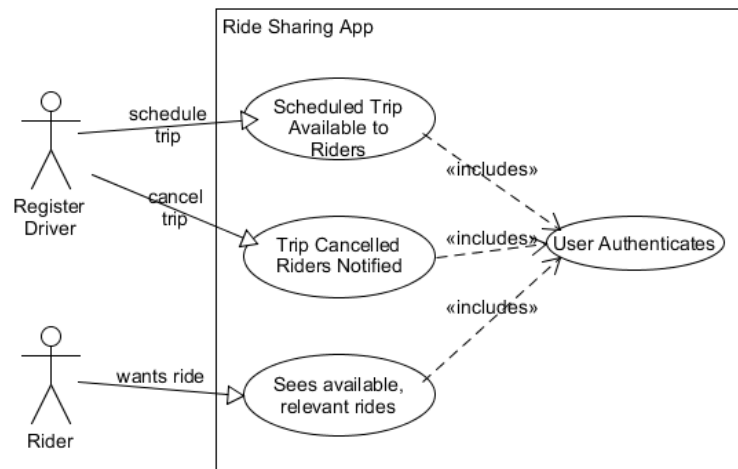 Ride Sharing App
schedule
trip
Scheduled Trip
Available to
Riders
«includes»
Register
Driver
cancel
trip
Trip Cancelled
Riders Notified
«includes»
User Authenticates
«includes»
wants ride
Sees available,
relevant rides
Rider